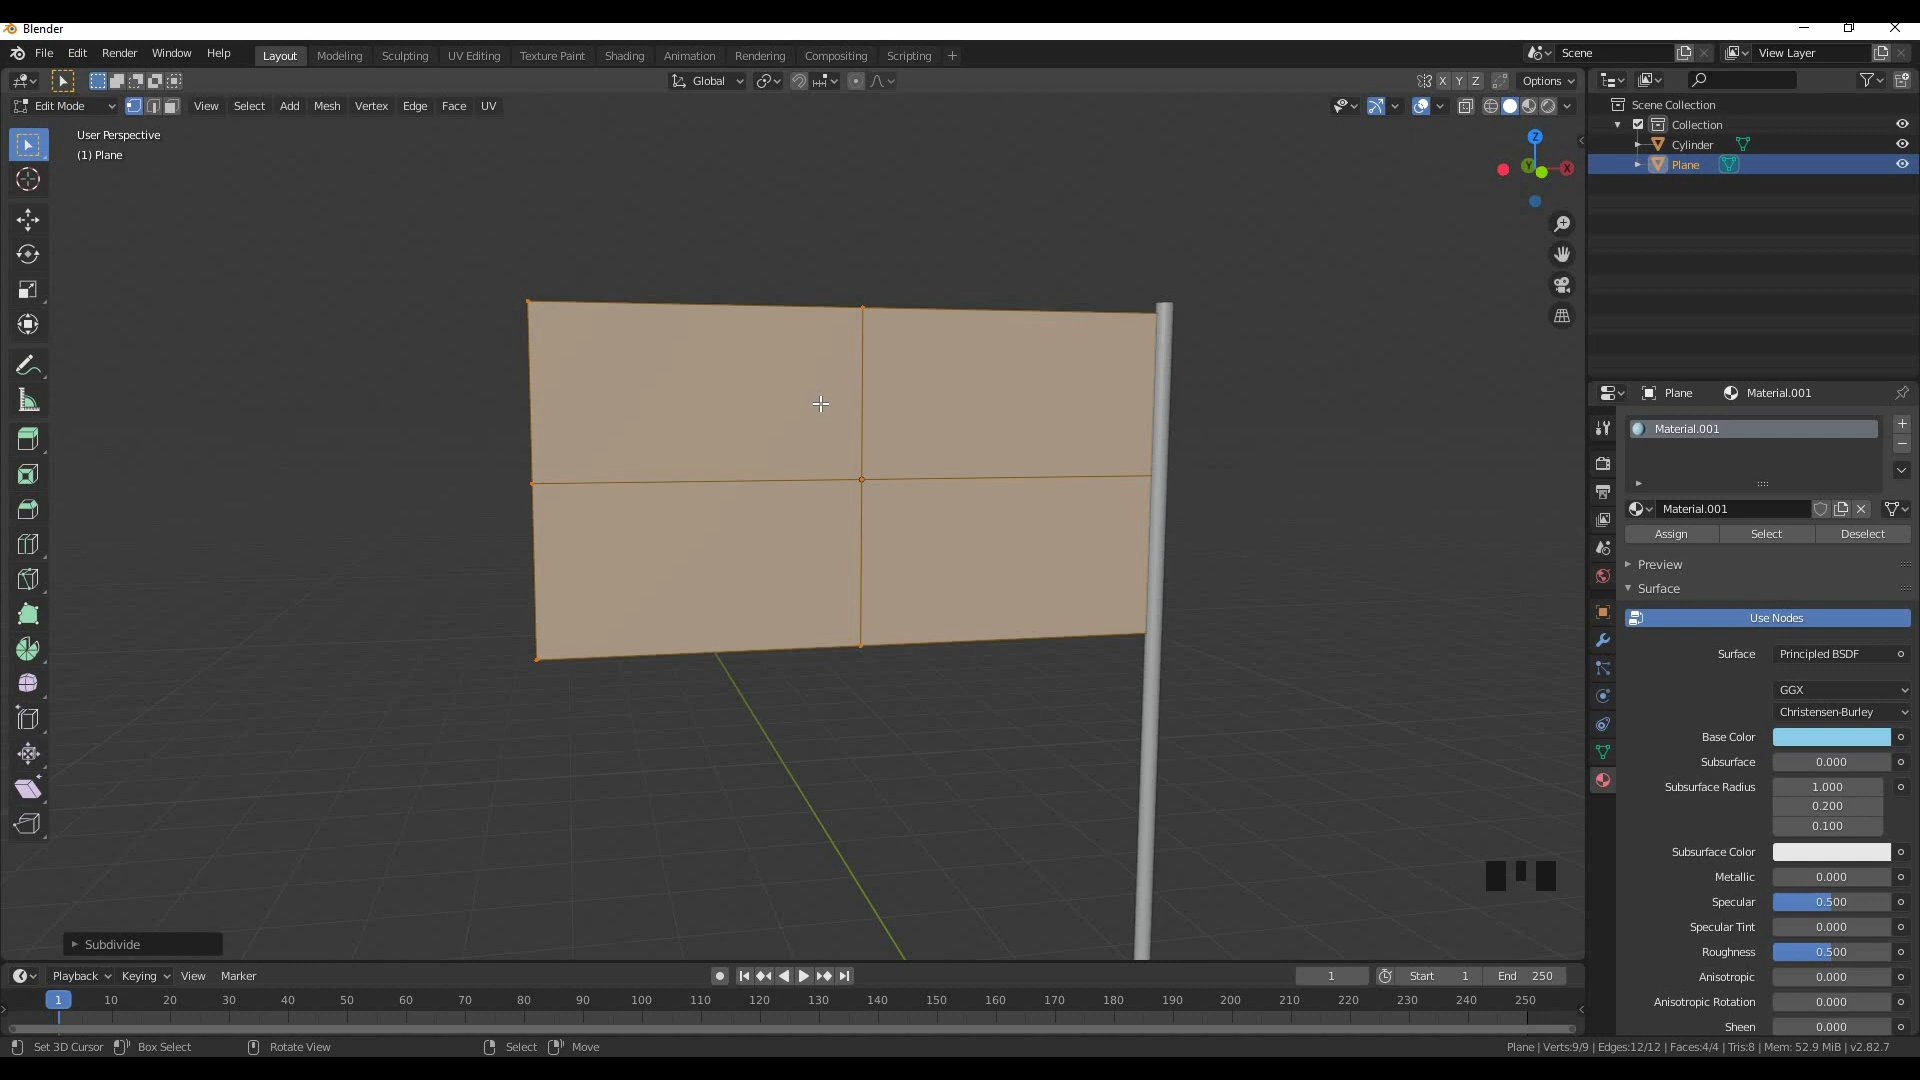 Blender
File Edit Render Window Help Layout Modeling Sculpting UV Editing Texture Paint Shading Animation Rendering Compositing Scripting + Scene View Layer
Global X Y Z Options
Edit Mode View Select Add Mesh Vertex Edge Face UV
User Perspective
(1) Plane
Z
Y
X
Scene Collection
Collection
Cylinder
Plane
Plane Material.001
Material.001
Material.001
Assign Select Deselect
Preview
Surface
Use Nodes
Surface Principled BSDF
GGX
Christensen-Burley
Base Color
Subsurface 0.000
Subsurface Radius 1.000
0.200
0.100
Subsurface Color
Metallic 0.000
Specular 0.500
Specular Tint 0.000
Roughness 0.500
Anisotropic 0.000
Anisotropic Rotation 0.000
Sheen 0.000
Subdivide
Playback Keying View Marker 1 Start 1 End 250
1 10 20 30 40 50 60 70 80 90 100 110 120 130 140 150 160 170 180 190 200 210 220 230 240 250
Set 3D Cursor Box Select Rotate View Select Move Plane | Verts:9/9 | Edges:12/12 | Faces:4/4 | Tris:8 | Mem: 52.9 MiB | v2.82.7